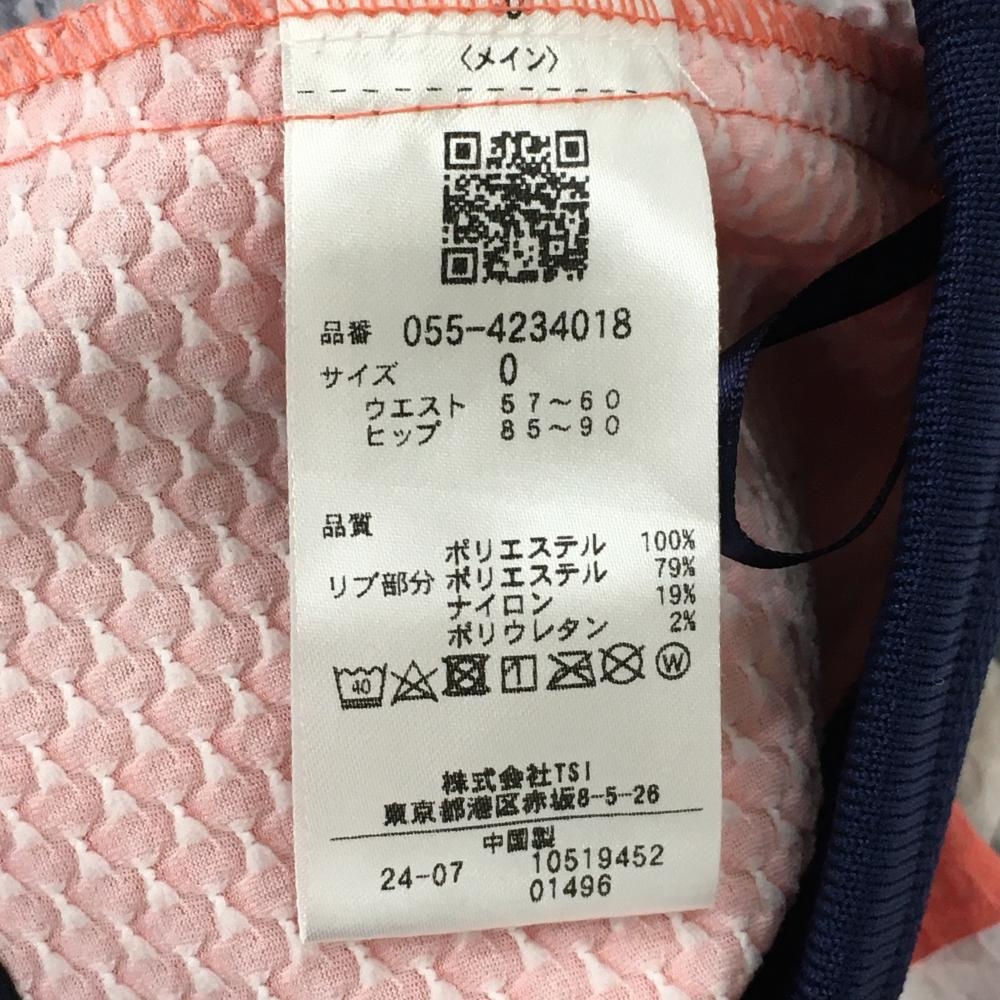 〈メイン〉
品番 055-4234018
サイズ 0
ウエスト 57～60
ヒップ 85～90
品質
ポリエステル 100%
リブ部分 ポリエステル 79%
ナイロン 19%
ポリウレタン 2%
40 W
株式会社TSI
東京都港区赤坂8-5-26
中国製
24-07 10519452
01496